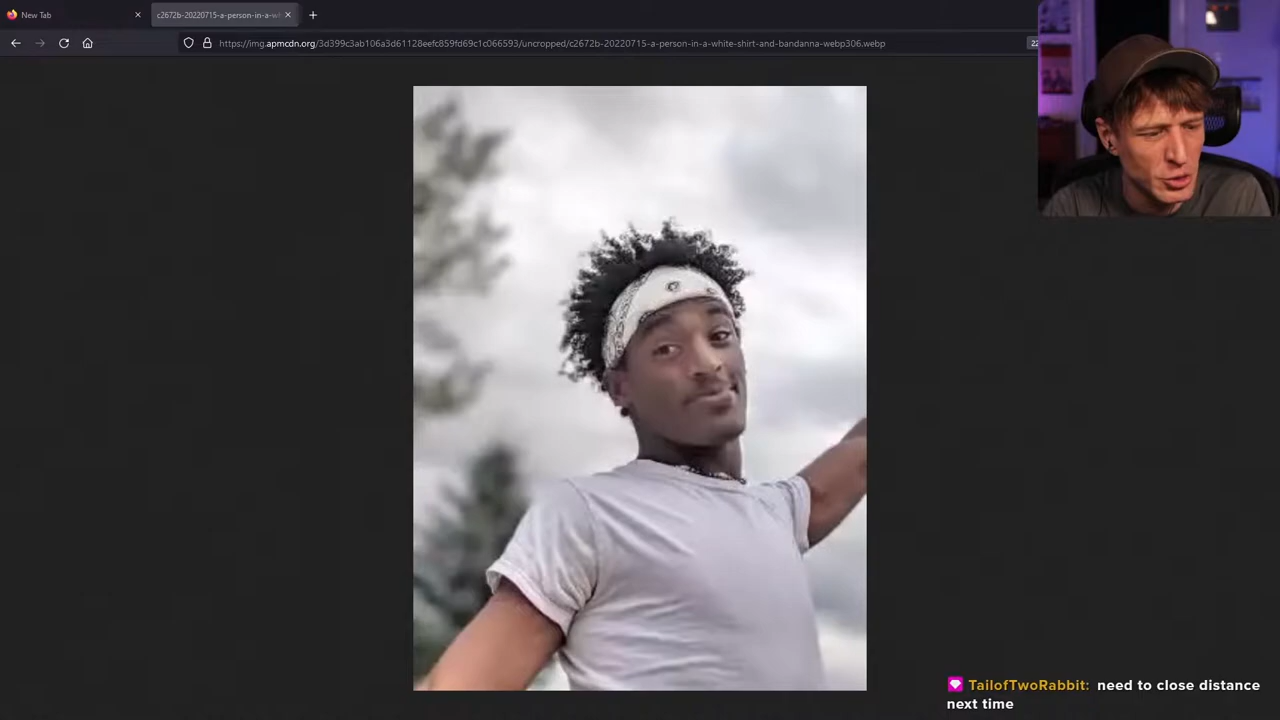 New Tab
c2672b-20220715-a-person-in-a-wh
https://img.apmcdn.org/3d399c3ab106a3d61128eefc859fd69c1c066593/uncropped/c2672b-20220715-a-person-in-a-white-shirt-and-bandanna-webp306.webp
TailofTwoRabbit: need to close distance
next time